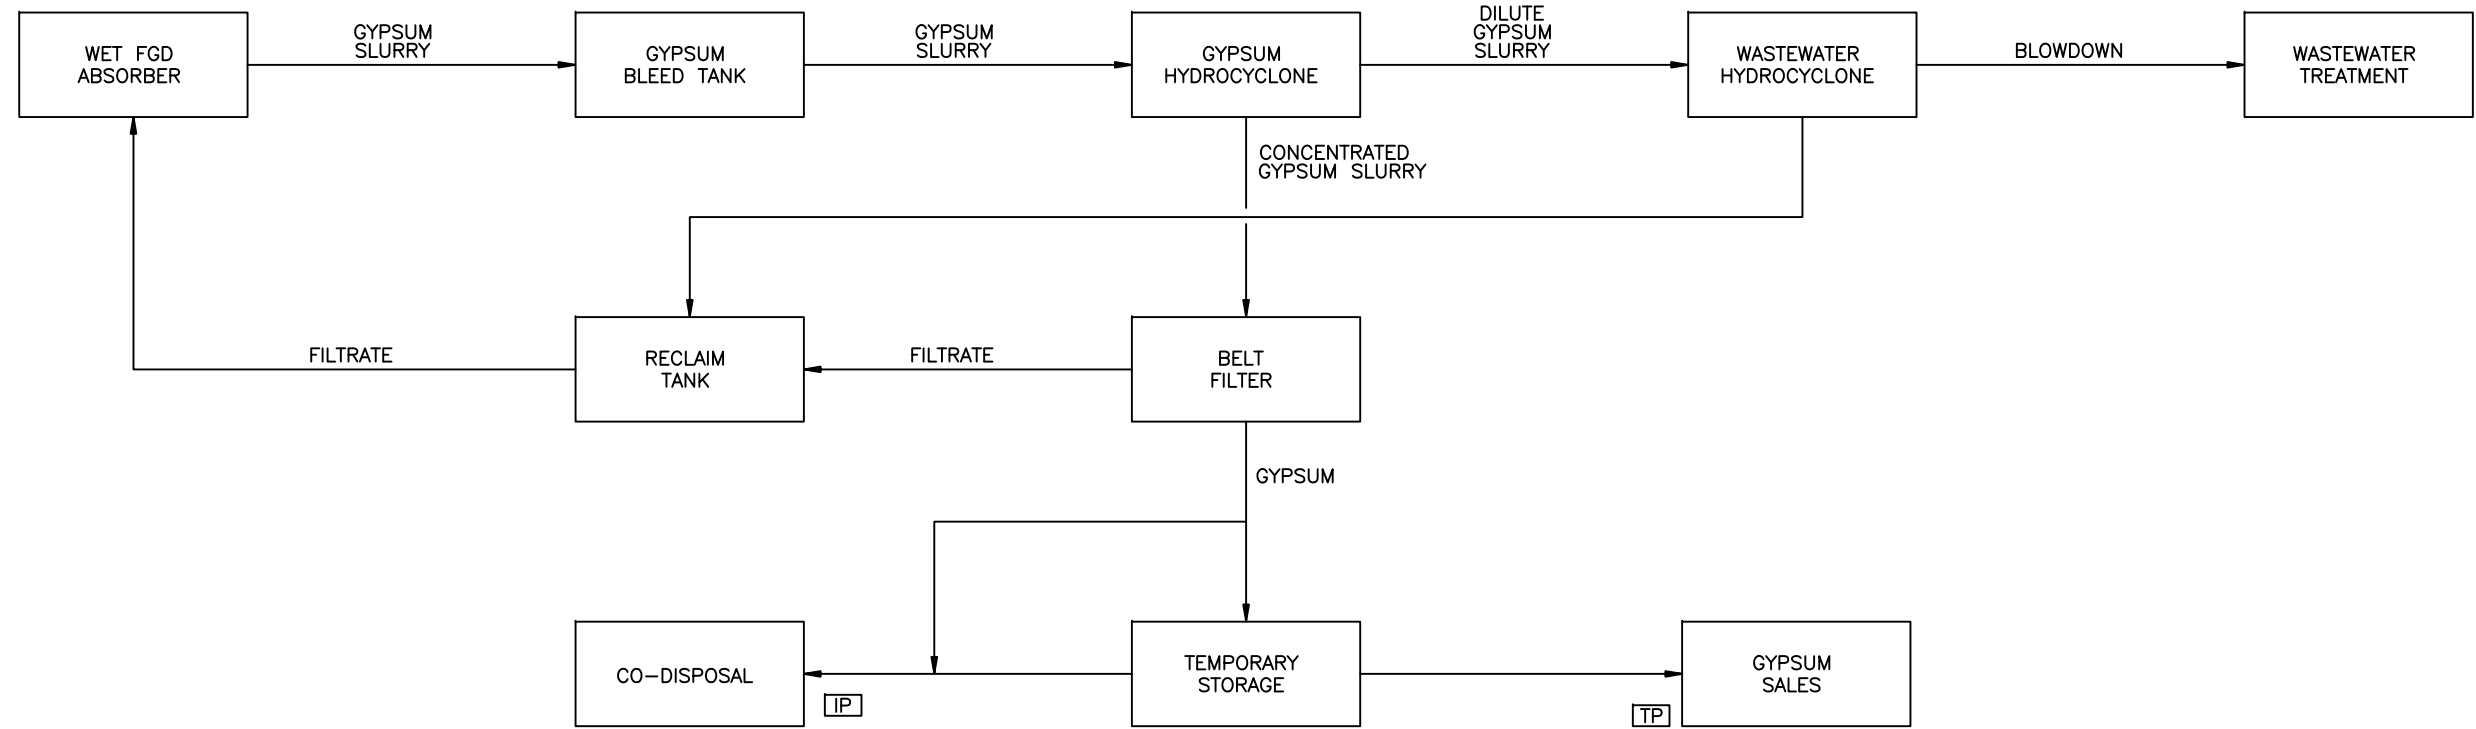 WET FGD
ABSORBER
GYPSUM
SLURRY
GYPSUM
BLEED TANK
GYPSUM
SLURRY
GYPSUM
HYDROCYCLONE
DILUTE
GYPSUM
SLURRY
WASTEWATER
HYDROCYCLONE
BLOWDOWN
WASTEWATER
TREATMENT
CONCENTRATED
GYPSUM SLURRY
FILTRATE
RECLAIM
TANK
FILTRATE
BELT
FILTER
GYPSUM
CO-DISPOSAL
IP
TEMPORARY
STORAGE
TP
GYPSUM
SALES